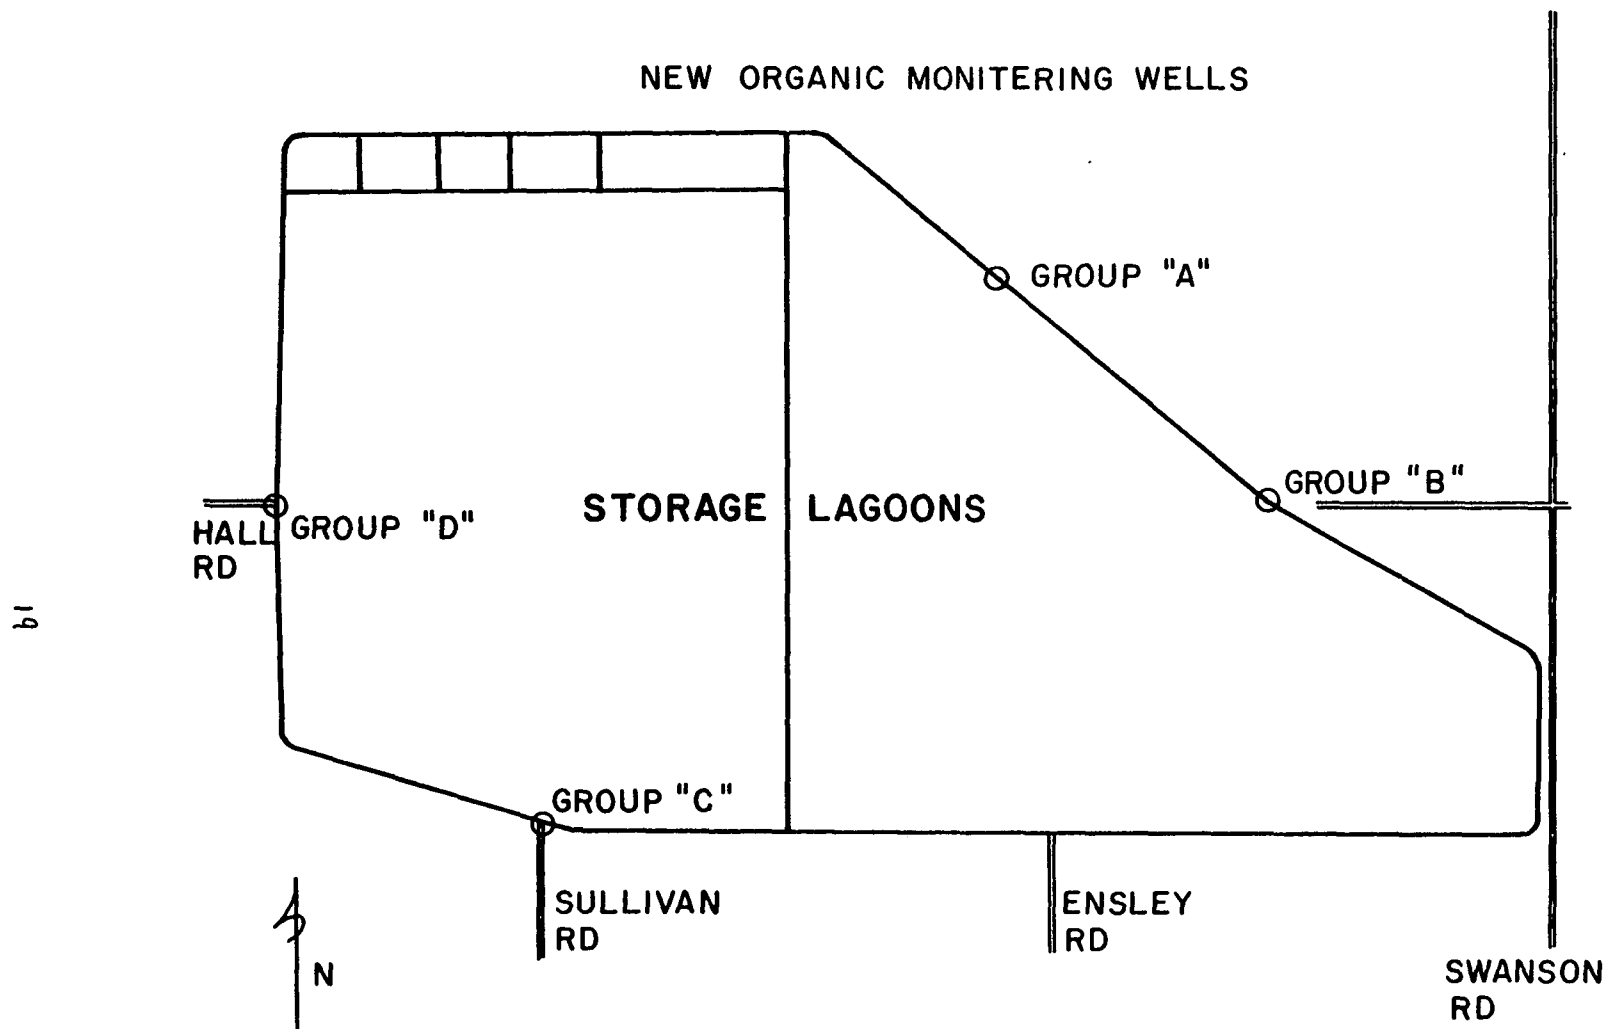 NEW ORGANIC MONITERING WELLS
GROUP "A"
GROUP "B"
STORAGE LAGOONS
GROUP "D"
HALL
RD
19
GROUP "C"
SULLIVAN
RD
ENSLEY
RD
N
SWANSON
RD